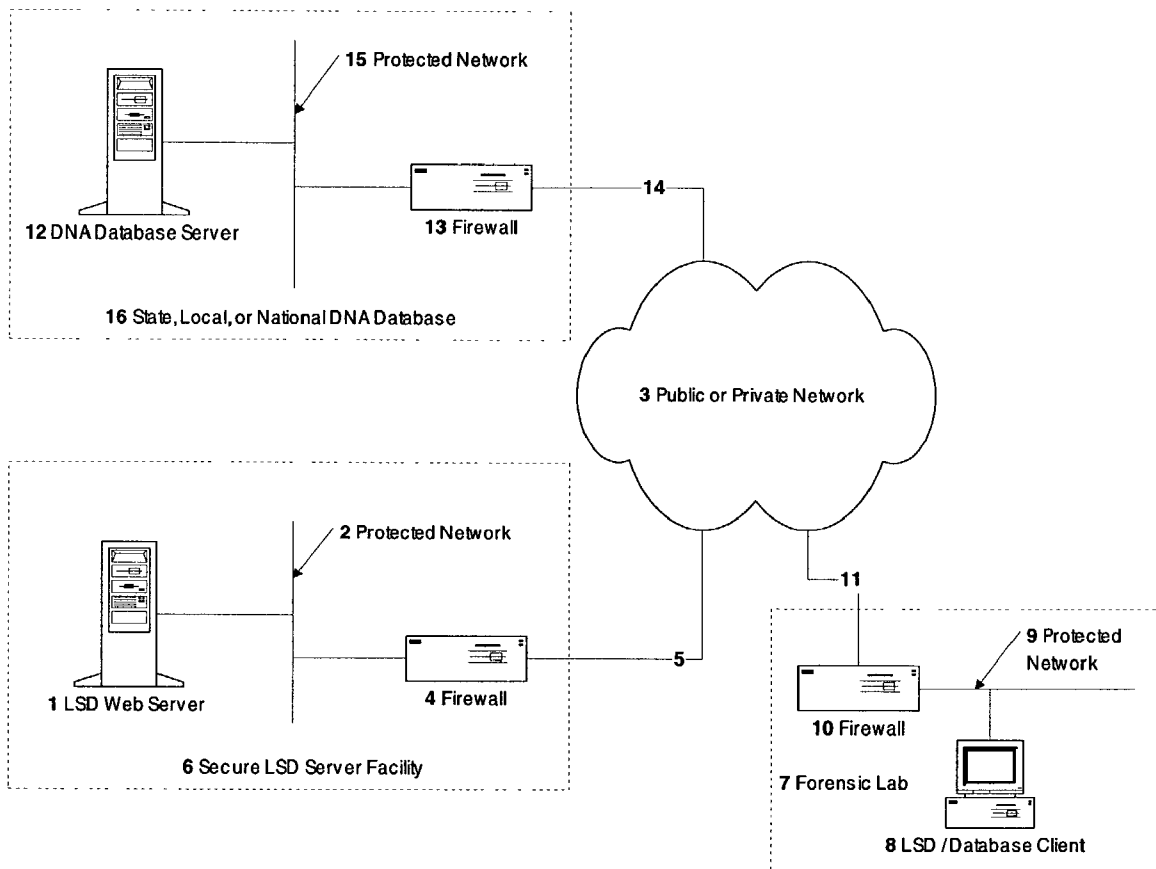 15 Protected Network
12 DNA Database Server
13 Firewall
14
16 State, Local, or National DNA Database
3 Public or Private Network
2 Protected Network
1 LSD Web Server
4 Firewall
5
6 Secure LSD Server Facility
11
9 Protected
Network
10 Firewall
7 Forensic Lab
8 LSD / Database Client